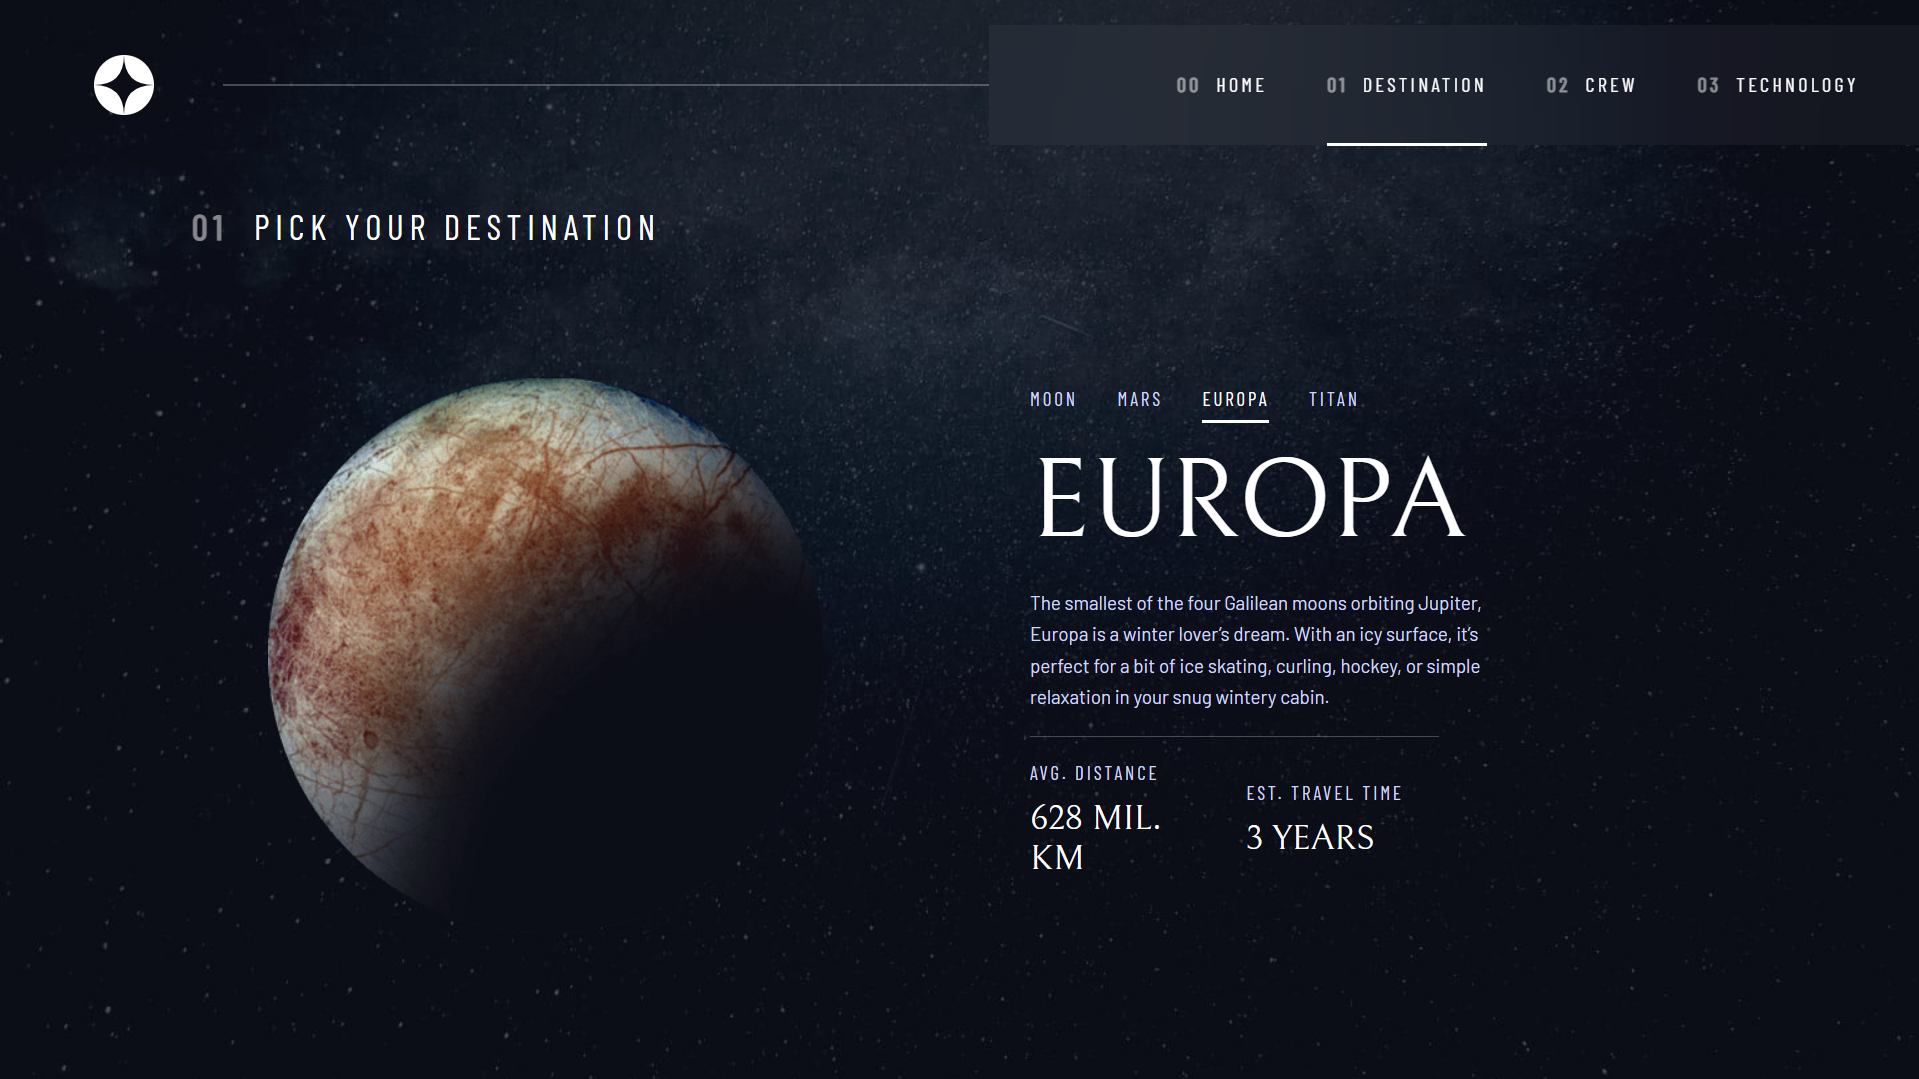 00 HOME 01 DESTINATION 02 CREW 03 TECHNOLOGY
01 PICK YOUR DESTINATION
MOON MARS EUROPA TITAN
EUROPA
The smallest of the four Galilean moons orbiting Jupiter,
Europa is a winter lover’s dream. With an icy surface, it’s
perfect for a bit of ice skating, curling, hockey, or simple
relaxation in your snug wintery cabin.
AVG. DISTANCE
628 MIL.
KM
EST. TRAVEL TIME
3 YEARS